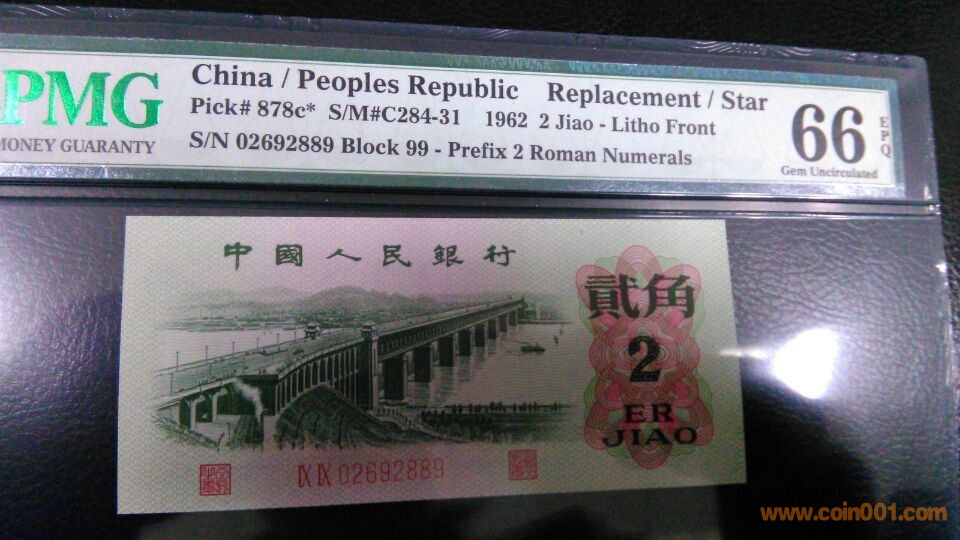 PMG
MONEY GUARANTY
China / Peoples Republic Replacement / Star
Pick# 878c* S/M#C284-31 1962 2 Jiao - Litho Front
S/N 02692889 Block 99 - Prefix 2 Roman Numerals
66
EPQ
Gem Uncirculated
中國人民銀行
貳角
2
ER
JIAO
IX IX 02692889
www.coin001.com